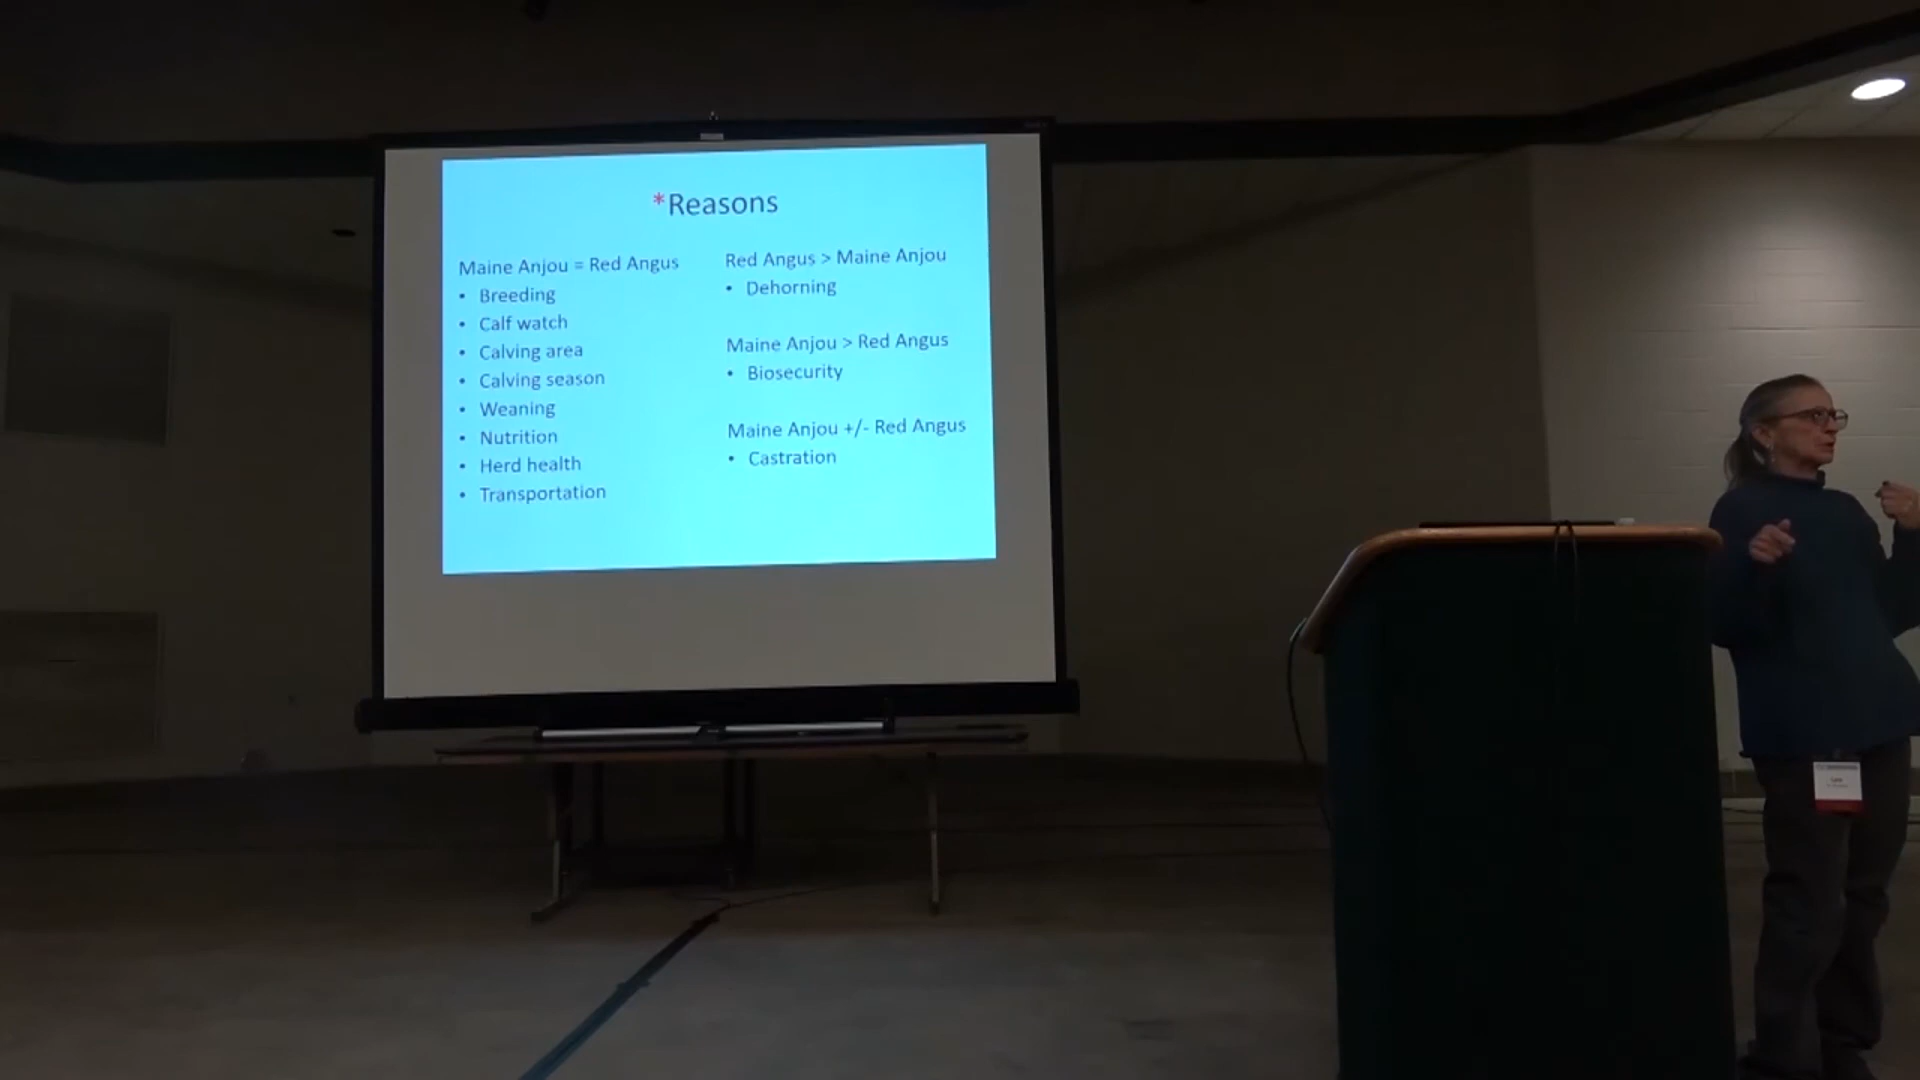 *Reasons
Maine Anjou = Red Angus
• Breeding
• Calf watch
• Calving area
• Calving season
• Weaning
• Nutrition
• Herd health
• Transportation
Red Angus > Maine Anjou
• Dehorning
Maine Anjou > Red Angus
• Biosecurity
Maine Anjou +/- Red Angus
• Castration